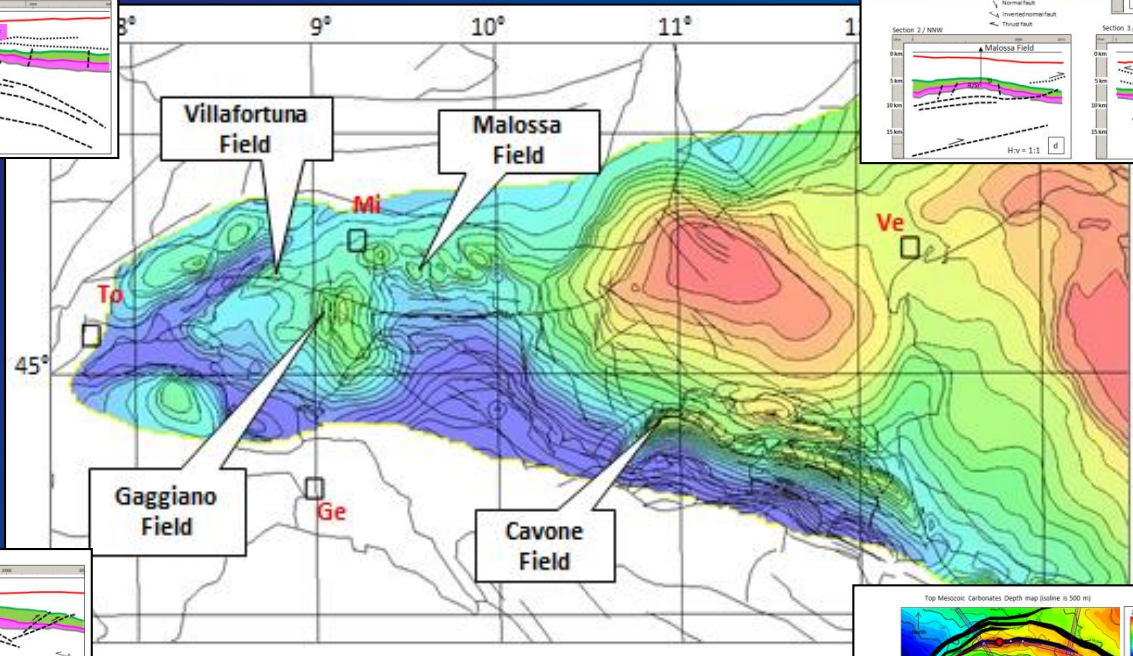 8°
9°
10°
11°
Villafortuna
Field
Malossa
Field
Mi
Ve
To
45°
Gaggiano
Field
Ge
Cavone
Field
Normal fault
Inverted normal fault
Thrust fault
Section 2 / NNW
Malossa Field
0 km
5 km
10 km
15 km
H:v = 1:1
d
Section 3 /
0 km
5 km
10 km
15 km
Top Mesozoic Carbonates Depth map (isoline is 500 m)